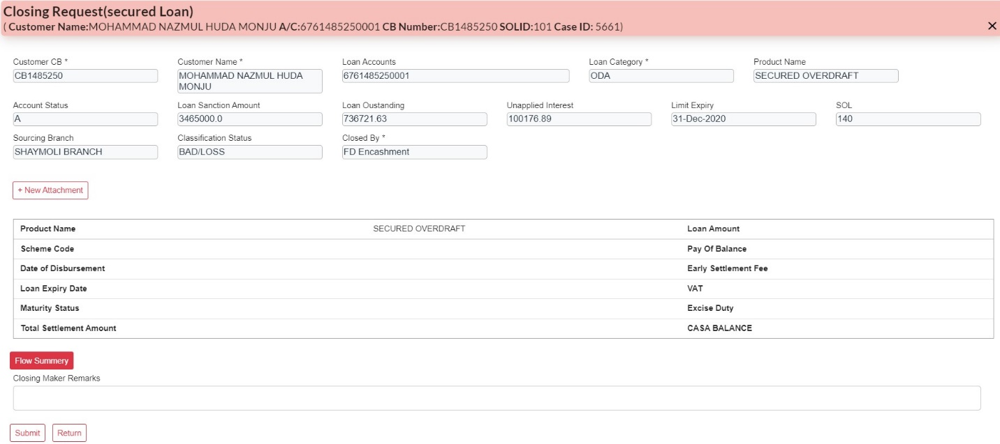 Closing Request(secured Loan)
( Customer Name:MOHAMMAD NAZMUL HUDA MONJU A/C:6761485250001 CB Number:CB1485250 SOLID:101 Case ID: 5661)
Customer CB * Customer Name * Loan Accounts Loan Category * Product Name
CB1485250 MOHAMMAD NAZMUL HUDA 6761485250001 ODA SECURED OVERDRAFT
MONJU
Account Status Loan Sanction Amount Loan Oustanding Unapplied Interest Limit Expiry SOL
A 3465000.0 736721.63 100176.89 31-Dec-2020 140
Sourcing Branch Classification Status Closed By *
SHAYMOLI BRANCH BAD/LOSS FD Encashment
+ New Attachment
Product Name SECURED OVERDRAFT Loan Amount
Scheme Code Pay Of Balance
Date of Disbursement Early Settlement Fee
Loan Expiry Date VAT
Maturity Status Excise Duty
Total Settlement Amount CASA BALANCE
Flow Summery
Closing Maker Remarks
Submit Return